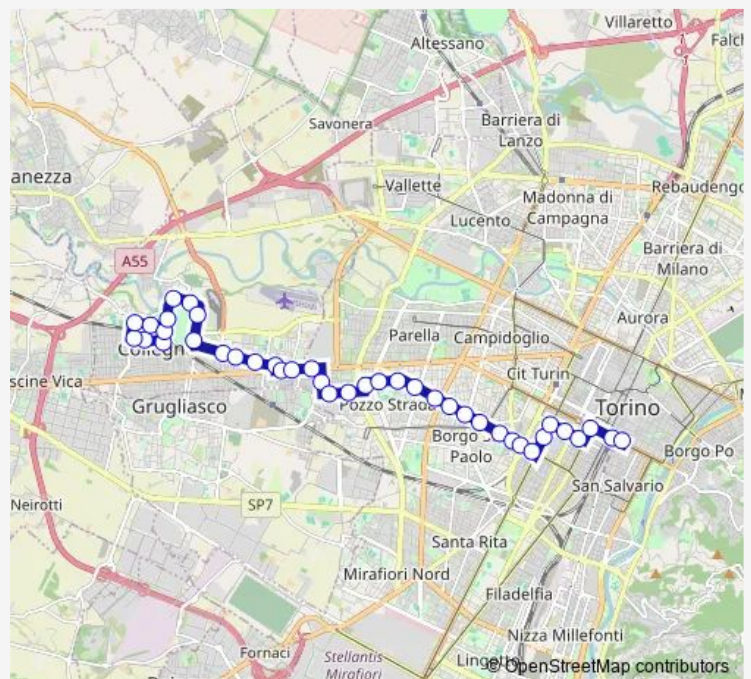 Villaretto
Altessano
Falch
Savonera
Barriera di
Lanzo
anezza
Vallette
Rebaudengo
Madonna di
Campagna
Lucento
Barriera di
Milano
A55
Aurora
Parella
Campidoglio
Collegn
Cit Turin
scine Vica
Grugliasco
Pozzo Strada
Torino
Borgo S
Paolo
Borgo Po
San Salvario
Neirotti
SP7
Santa Rita
Mirafiori Nord
Filadelfia
Nizza Millefonti
Fornaci
Stellantis
Mirafiori
Lingotto
© OpenStreetMap contributors